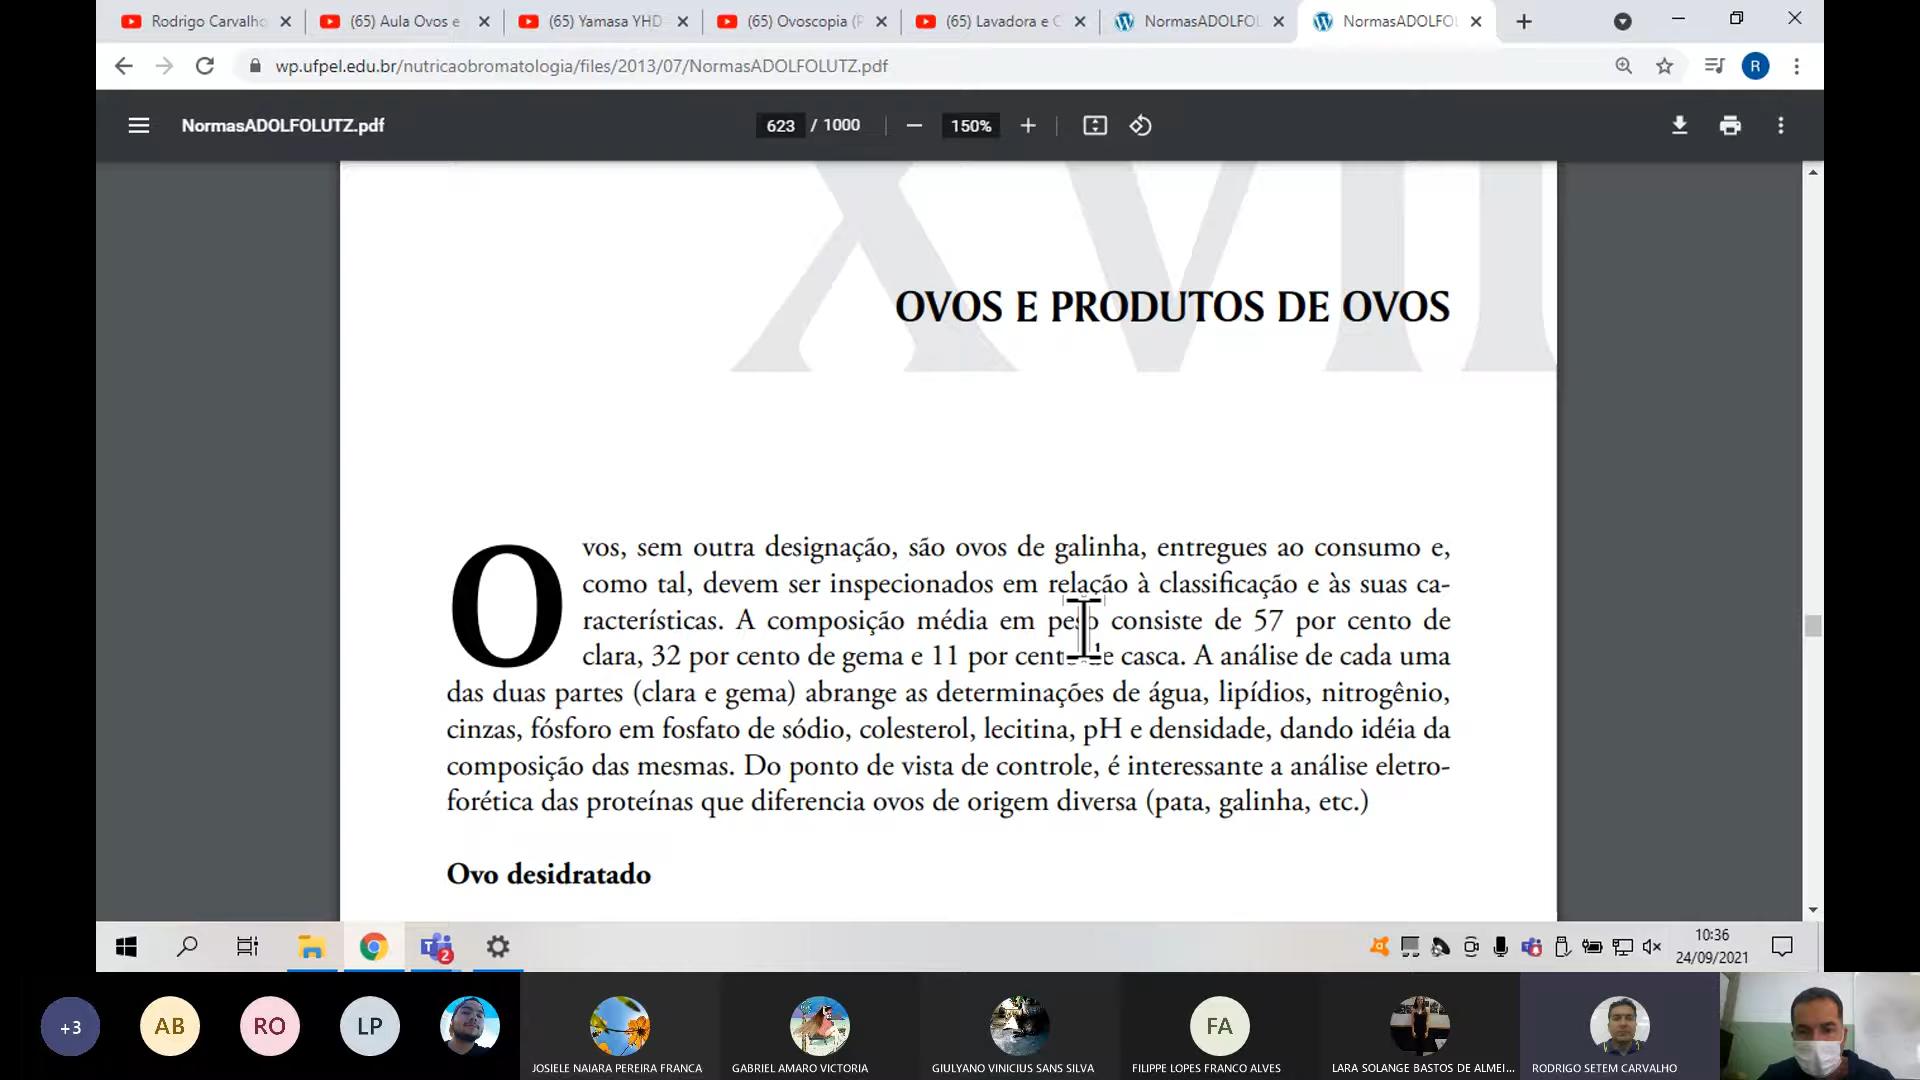 Rodrigo Carvalho
(65) Aula Ovos e
(65) Yamasa YHD
(65) Ovoscopia (P
(65) Lavadora e C
NormasADOLFOL
NormasADOLFOL
wp.ufpel.edu.br/nutricaobromatologia/files/2013/07/NormasADOLFOLUTZ.pdf
R
NormasADOLFOLUTZ.pdf
623 / 1000
150%
XVII
OVOS E PRODUTOS DE OVOS
Ovos, sem outra designação, são ovos de galinha, entregues ao consumo e,
como tal, devem ser inspecionados em relação à classificação e às suas ca-
racterísticas. A composição média em peso consiste de 57 por cento de
clara, 32 por cento de gema e 11 por cento de casca. A análise de cada uma
das duas partes (clara e gema) abrange as determinações de água, lipídios, nitrogênio,
cinzas, fósforo em fosfato de sódio, colesterol, lecitina, pH e densidade, dando idéia da
composição das mesmas. Do ponto de vista de controle, é interessante a análise eletro-
forética das proteínas que diferencia ovos de origem diversa (pata, galinha, etc.)
Ovo desidratado
2
10:36
24/09/2021
+3
AB
RO
LP
FA
JOSIELE NAIARA PEREIRA FRANCA
GABRIEL AMARO VICTORIA
GIULYANO VINICIUS SANS SILVA
FILIPPE LOPES FRANCO ALVES
LARA SOLANGE BASTOS DE ALMEI...
RODRIGO SETEM CARVALHO